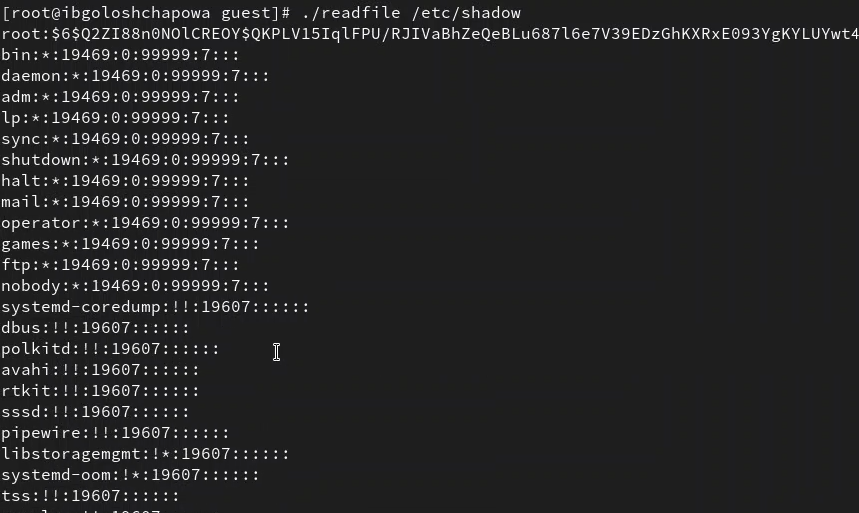 [root@ibgoloshchapowa guest]# ./readfile /etc/shadow
root:$6$Q2ZI88n0NOlCREOY$QKPLV15IqlFPU/RJIVaBhZeQeBLu687l6e7V39EDzGhKXRxE093YgKYLUYwt4
bin:*:19469:0:99999:7:::
daemon:*:19469:0:99999:7:::
adm:*:19469:0:99999:7:::
lp:*:19469:0:99999:7:::
sync:*:19469:0:99999:7:::
shutdown:*:19469:0:99999:7:::
halt:*:19469:0:99999:7:::
mail:*:19469:0:99999:7:::
operator:*:19469:0:99999:7:::
games:*:19469:0:99999:7:::
ftp:*:19469:0:99999:7:::
nobody:*:19469:0:99999:7:::
systemd-coredump:!!:19607::::::
dbus:!!:19607::::::
polkitd:!!:19607::::::
avahi:!!:19607::::::
rtkit:!!:19607::::::
sssd:!!:19607::::::
pipewire:!!:19607::::::
libstoragemgmt:!*:19607::::::
systemd-oom:!*:19607::::::
tss:!!:19607::::::